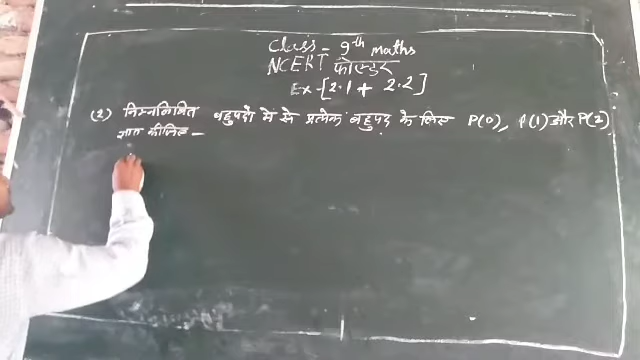 Class - 9th maths
NCERT फोल्डर
Ex-[2.1 + 2.2]
(2) निम्नलिखित बहुपदों में से प्रत्येक बहुपद के लिए P(0), P(1) और P(2)
ज्ञात कीजिए -